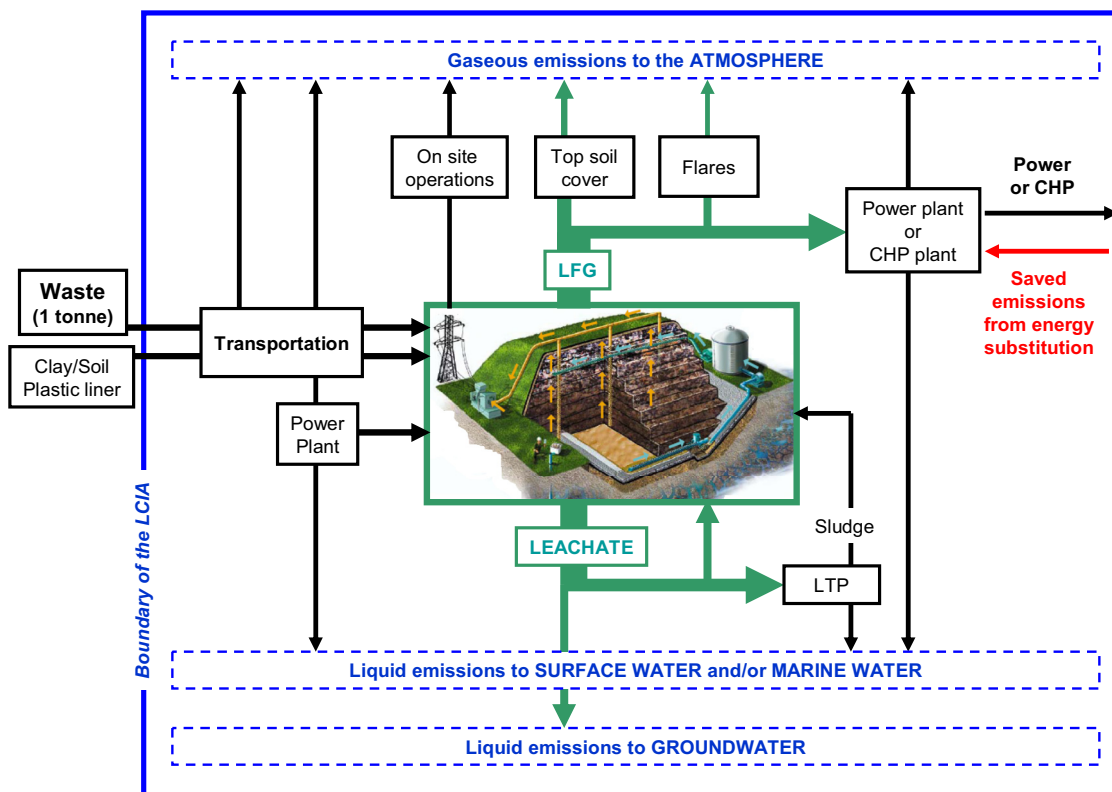 Gaseous emissions to the ATMOSPHERE
On site
operations
Top soil
cover
Flares
Power
or CHP
Power plant
or
CHP plant
LFG
Waste
(1 tonne)
Transportation
Saved
emissions
from energy
substitution
Clay/Soil
Plastic liner
Power
Plant
Boundary of the LCIA
Sludge
LEACHATE
LTP
Liquid emissions to SURFACE WATER and/or MARINE WATER
Liquid emissions to GROUNDWATER